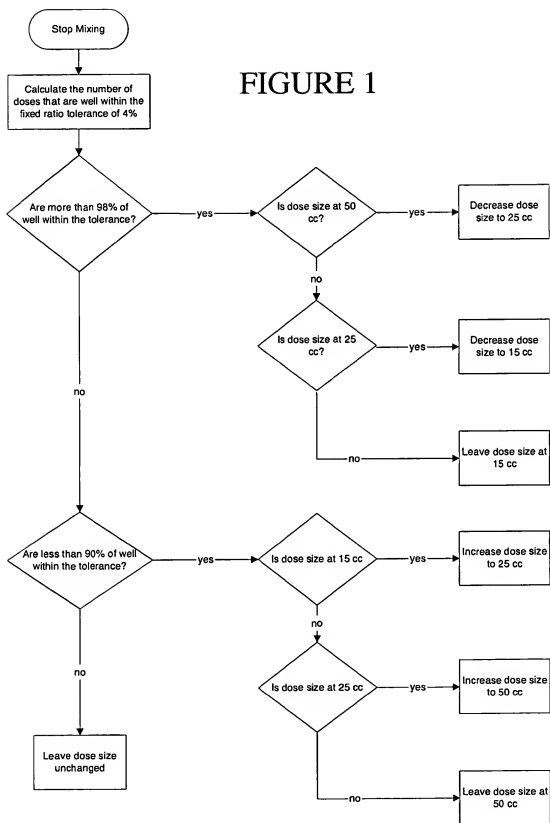 Stop Mixing
FIGURE 1
Calculate the number of
doses that are well within the
fixed ratio tolerance of 4%
Are more than 98% of
well within the tolerance?
yes
Is dose size at 50
cc?
yes
Decrease dose
size to 25 cc
no
Is dose size at 25
cc?
yes
Decrease dose
size to 15 cc
no
Leave dose size at
15 cc
no
Are less than 90% of well
within the tolerance?
yes
Is dose size at 15 cc
yes
Increase dose size
to 25 cc
no
Is dose size at 25 cc
yes
Increase dose size
to 50 cc
no
Leave dose size at
50 cc
no
Leave dose size
unchanged